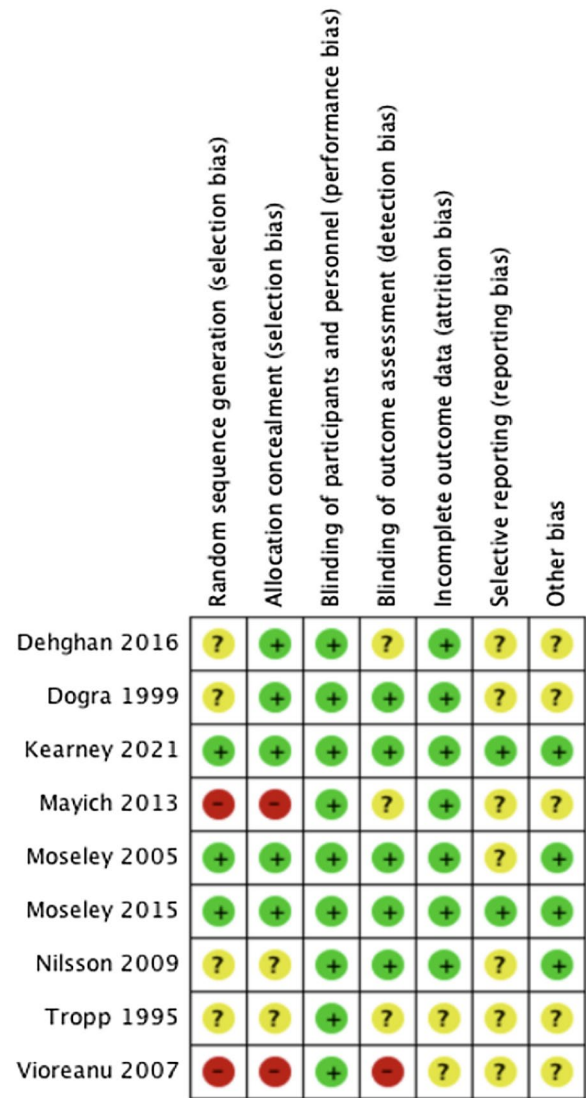 Random sequence generation (selection bias)
Allocation concealment (selection bias)
Blinding of participants and personnel (performance bias)
Blinding of outcome assessment (detection bias)
Incomplete outcome data (attrition bias)
Selective reporting (reporting bias)
Other bias
Dehghan 2016 ? + + ? + ? ?
Dogra 1999 ? + + + + ? ?
Kearney 2021 + + + + + + +
Mayich 2013 - - + ? + ? ?
Moseley 2005 + + + + + ? +
Moseley 2015 + + + + + + +
Nilsson 2009 ? ? + + + ? +
Tropp 1995 ? ? + ? ? ? ?
Vioreanu 2007 - - + - ? ? ?